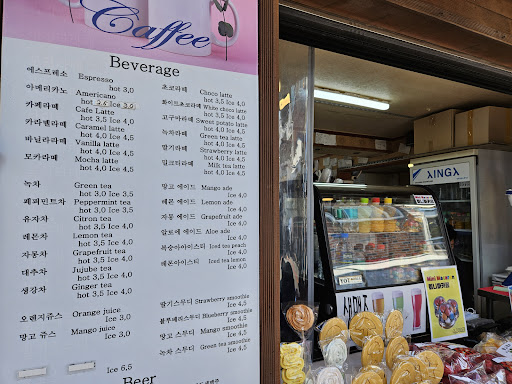 Caffee
Beverage
에스프레소 Espresso
hot 3,0
아메리카노 Americano
hot 3,5 Ice 3,0
카페라떼 Cafe Latte
hot 3,5 Ice 4,0
카라멜라떼 Caramel latte
hot 4,0 Ice 4,5
바닐라라떼 Vanilla latte
hot 4,0 Ice 4,5
모카라떼 Mocha latte
hot 4,0 Ice 4,5
초코라떼 Choco latte
hot 3,5 Ice 4,0
화이트초코라떼 White choco latte
hot 3,5 Ice 4,0
고구마라떼 Sweet potato latte
hot 3,5 Ice 4,0
녹차라떼 Green tea latte
hot 4,0 Ice 4,5
딸기라떼 Strawberry latte
hot 4,0 Ice 4,5
밀크티라떼 Milk tea latte
hot 4,0 Ice 4,5
녹차 Green tea
hot 3,0 Ice 3,5
페퍼민트차 Peppermint tea
hot 3,0 Ice 3,5
유자차 Citron tea
hot 3,5 Ice 4,0
레몬차 Lemon tea
hot 3,5 Ice 4,0
자몽차 Grapefruit tea
hot 3,5 Ice 4,0
대추차 Jujube tea
hot 3,5 Ice 4,0
생강차 Ginger tea
hot 3,5 Ice 4,0
망고 에이드 Mango ade
Ice 4,0
레몬 에이드 Lemon ade
Ice 4,0
자몽 에이드 Grapefruit ade
Ice 4,0
알로에 에이드 Aloe ade
Ice 4,0
복숭아아이스티 Iced tea peach
Ice 4,0
레몬아이스티 Iced tea lemon
Ice 4,0
오렌지쥬스 Orange juice
Ice 3,0
망고 쥬스 Mango juice
Ice 3,0
딸기스무디 Strawberry smoothie
Ice 4,5
블루베리스무디 Blueberry smoothie
Ice 4,5
망고 스무디 Mango smoothie
Ice 4,5
녹차 스무디 Green tea smoothie
Ice 4,5
Ice 6,5
Beer
생맥주